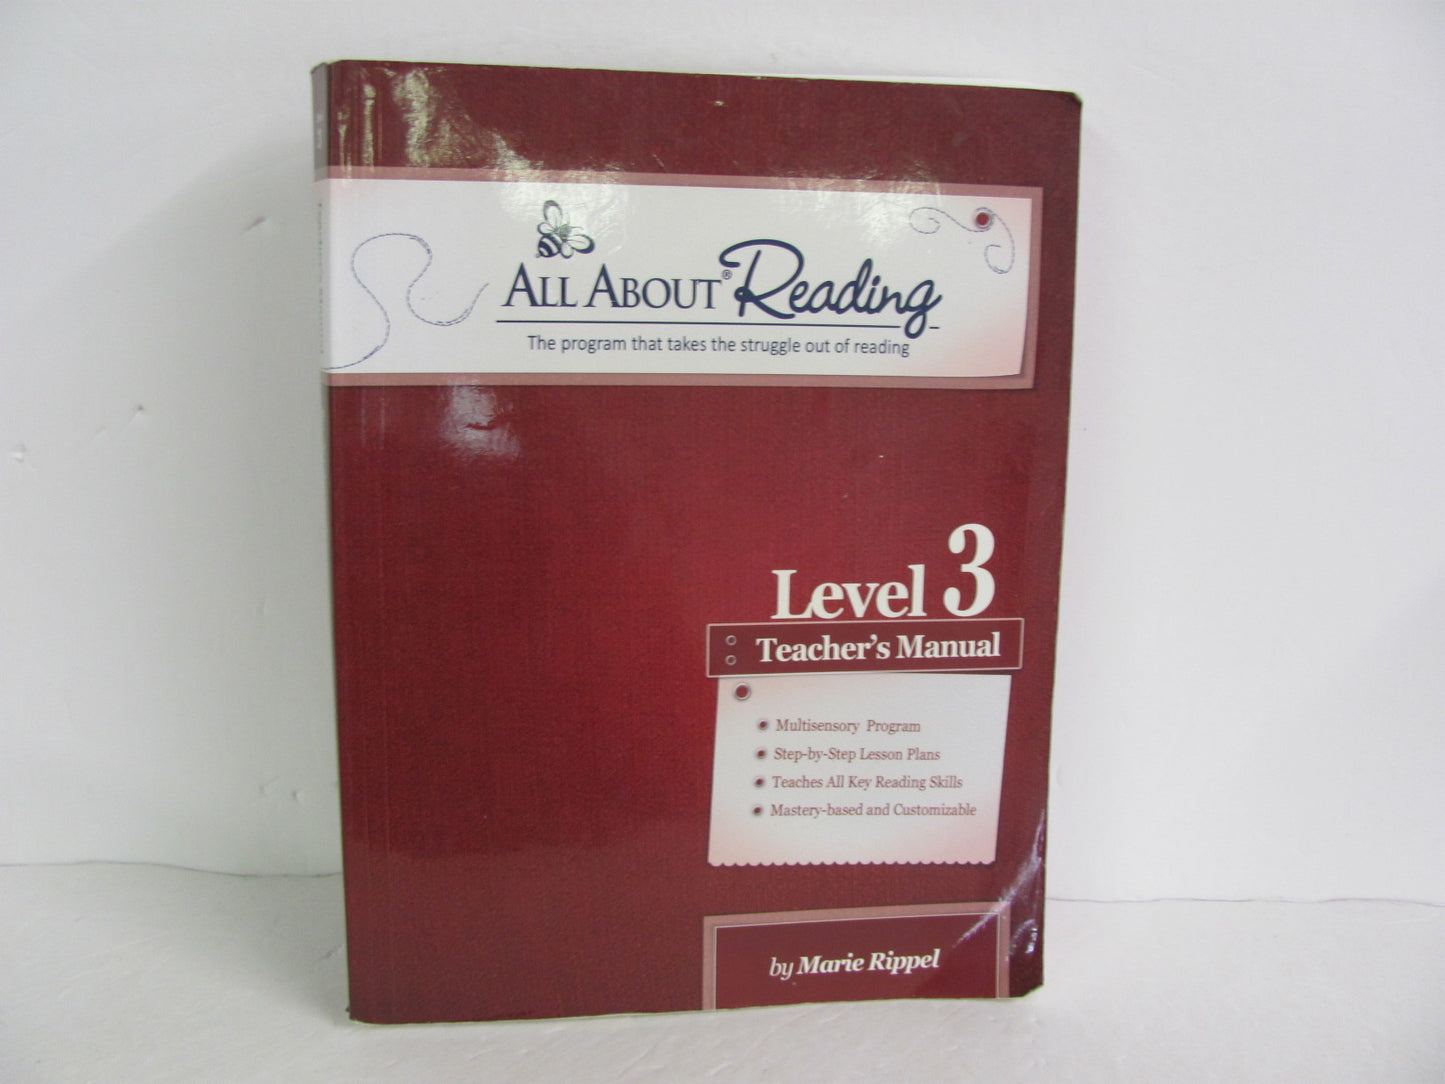 All About® Reading
The program that takes the struggle out of reading
Level 3
Teacher's Manual
Multisensory Program
Step-by-Step Lesson Plans
Teaches All Key Reading Skills
Mastery-based and Customizable
by Marie Rippel